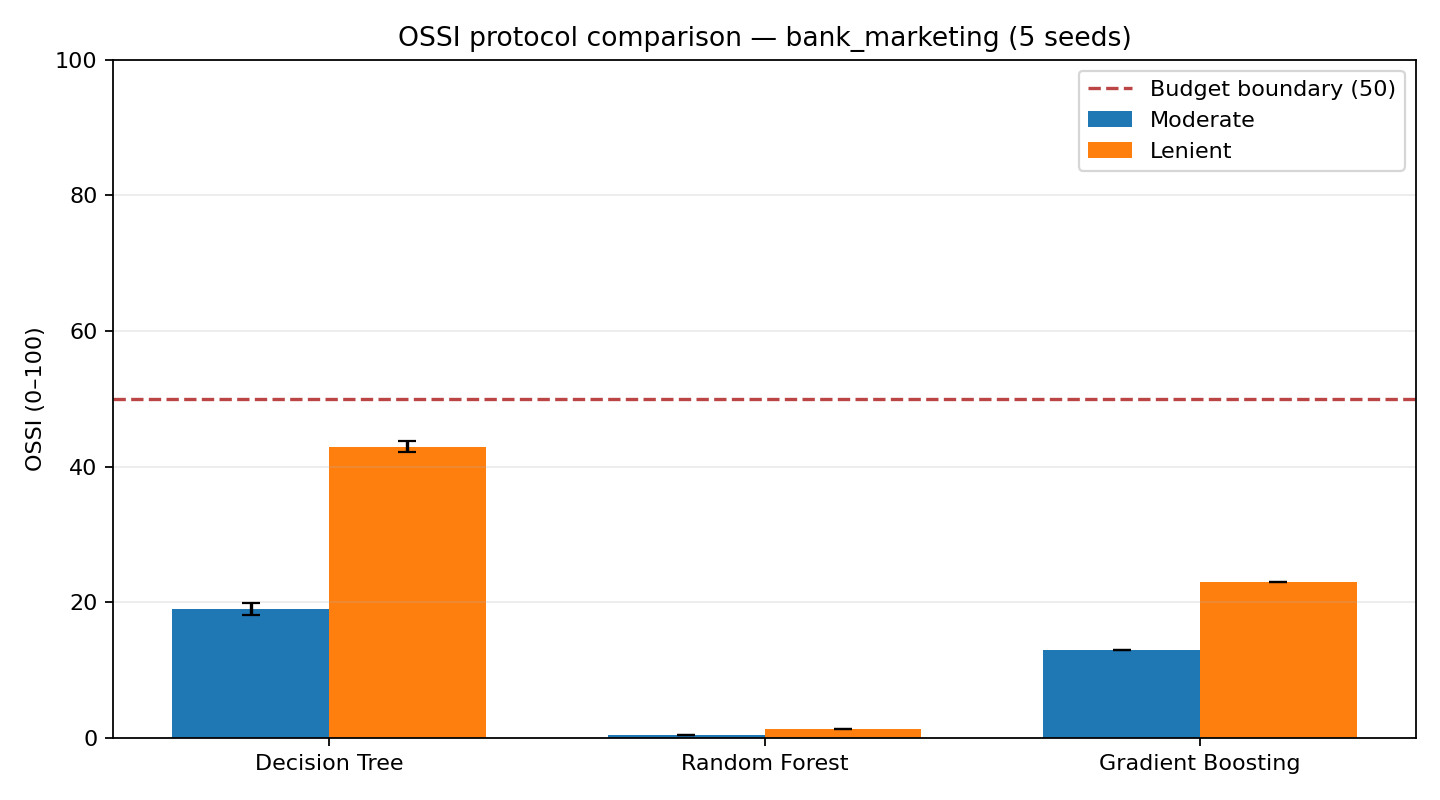 OSSI protocol comparison — bank_marketing (5 seeds)
OSSI (0–100)
100
80
60
40
20
0
Budget boundary (50)
Moderate
Lenient
Decision Tree
Random Forest
Gradient Boosting